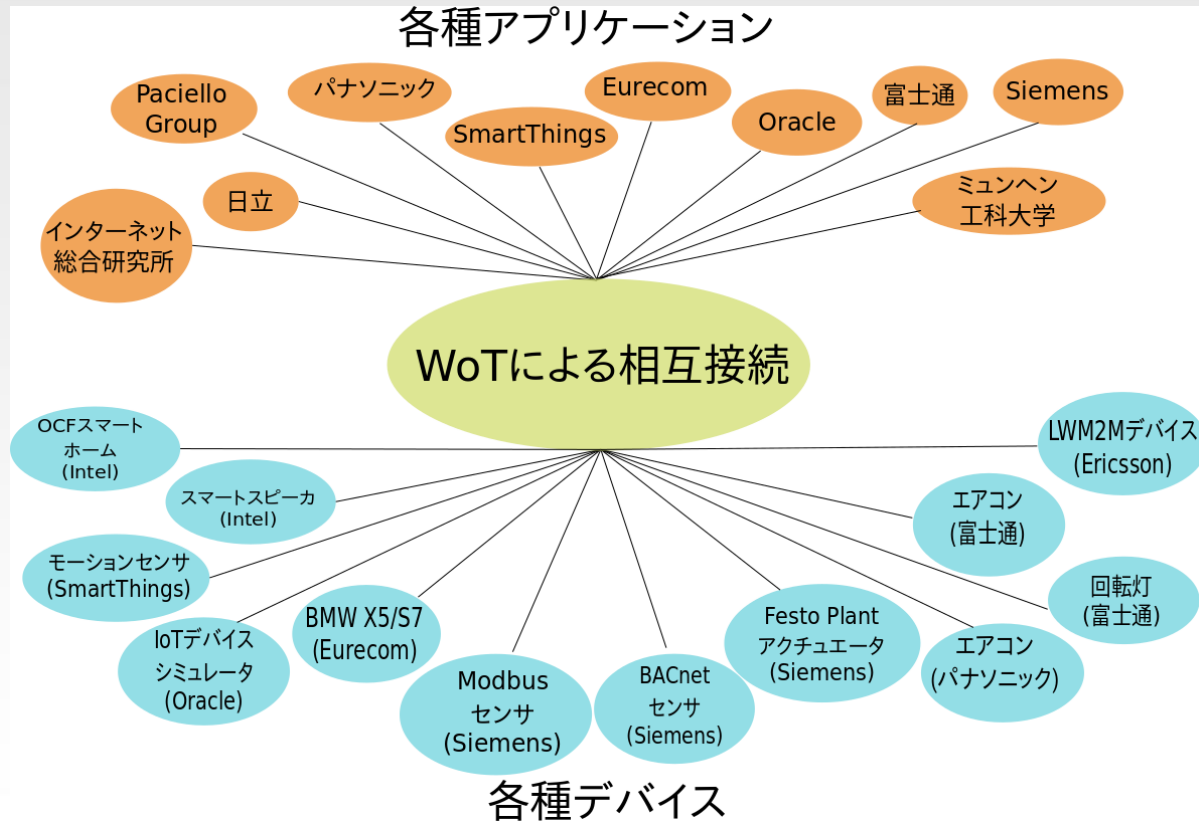 各種アプリケーション
Paciello
Group
パナソニック
SmartThings
Eurecom
Oracle
富士通
Siemens
インターネット
総合研究所
日立
ミュンヘン
工科大学
WoTによる相互接続
OCFスマート
ホーム
(Intel)
スマートスピーカ
(Intel)
モーションセンサ
(SmartThings)
IoTデバイス
シミュレータ
(Oracle)
BMW X5/S7
(Eurecom)
Modbus
センサ
(Siemens)
BACnet
センサ
(Siemens)
Festo Plant
アクチュエータ
(Siemens)
エアコン
(パナソニック)
回転灯
(富士通)
エアコン
(富士通)
LWM2Mデバイス
(Ericsson)
各種デバイス